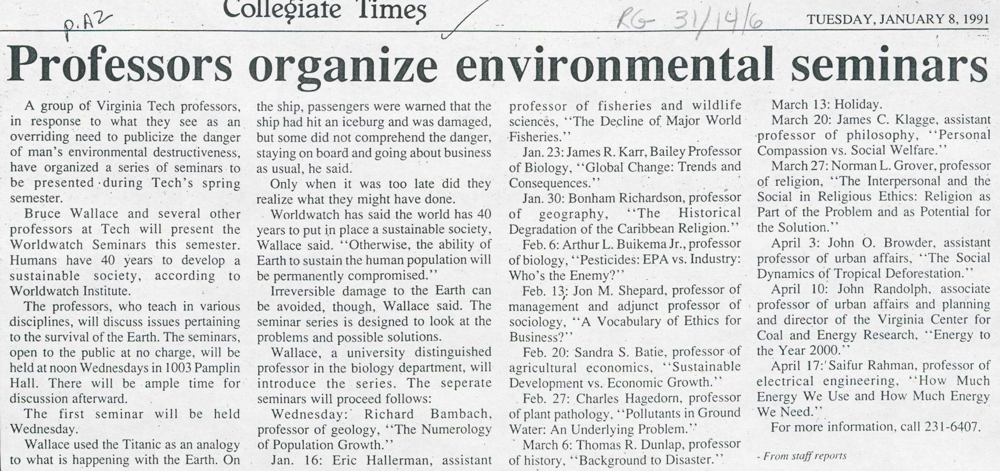 p.A2
Collegiate Times
RG 31/14/6
TUESDAY, JANUARY 8, 1991
Professors organize environmental seminars
A group of Virginia Tech professors,
in response to what they see as an
overriding need to publicize the danger
of man's environmental destructiveness,
have organized a series of seminars to
be presented during Tech's spring
semester.
Bruce Wallace and several other
professors at Tech will present the
Worldwatch Seminars this semester.
Humans have 40 years to develop a
sustainable society, according to
Worldwatch Institute.
The professors, who teach in various
disciplines, will discuss issues pertaining
to the survival of the Earth. The seminars,
open to the public at no charge, will be
held at noon Wednesdays in 1003 Pamplin
Hall. There will be ample time for
discussion afterward.
The first seminar will be held
Wednesday.
Wallace used the Titanic as an analogy
to what is happening with the Earth. On
the ship, passengers were warned that the
ship had hit an iceburg and was damaged,
but some did not comprehend the danger,
staying on board and going about business
as usual, he said.
Only when it was too late did they
realize what they might have done.
Worldwatch has said the world has 40
years to put in place a sustainable society,
Wallace said. "Otherwise, the ability of
Earth to sustain the human population will
be permanently compromised."
Irreversible damage to the Earth can
be avoided, though, Wallace said. The
seminar series is designed to look at the
problems and possible solutions.
Wallace, a university distinguished
professor in the biology department, will
introduce the series. The seperate
seminars will proceed follows:
Wednesday: Richard Bambach,
professor of geology, "The Numerology
of Population Growth."
Jan. 16: Eric Hallerman, assistant
professor of fisheries and wildlife
sciences, "The Decline of Major World
Fisheries."
Jan. 23: James R. Karr, Bailey Professor
of Biology, "Global Change: Trends and
Consequences."
Jan. 30: Bonham Richardson, professor
of geography, "The Historical
Degradation of the Caribbean Religion."
Feb. 6: Arthur L. Buikema Jr., professor
of biology, "Pesticides: EPA vs. Industry:
Who's the Enemy?"
Feb. 13: Jon M. Shepard, professor of
management and adjunct professor of
sociology, "A Vocabulary of Ethics for
Business?"
Feb. 20: Sandra S. Batie, professor of
agricultural economics, "Sustainable
Development vs. Economic Growth."
Feb. 27: Charles Hagedorn, professor
of plant pathology, "Pollutants in Ground
Water: An Underlying Problem."
March 6: Thomas R. Dunlap, professor
of history, "Background to Disaster."
March 13: Holiday.
March 20: James C. Klagge, assistant
professor of philosophy, "Personal
Compassion vs. Social Welfare."
March 27: Norman L. Grover, professor
of religion, "The Interpersonal and the
Social in Religious Ethics: Religion as
Part of the Problem and as Potential for
the Solution."
April 3: John O. Browder, assistant
professor of urban affairs, "The Social
Dynamics of Tropical Deforestation."
April 10: John Randolph, associate
professor of urban affairs and planning
and director of the Virginia Center for
Coal and Energy Research, "Energy to
the Year 2000."
April 17: Saifur Rahman, professor of
electrical engineering, "How Much
Energy We Use and How Much Energy
We Need."
For more information, call 231-6407.
- From staff reports